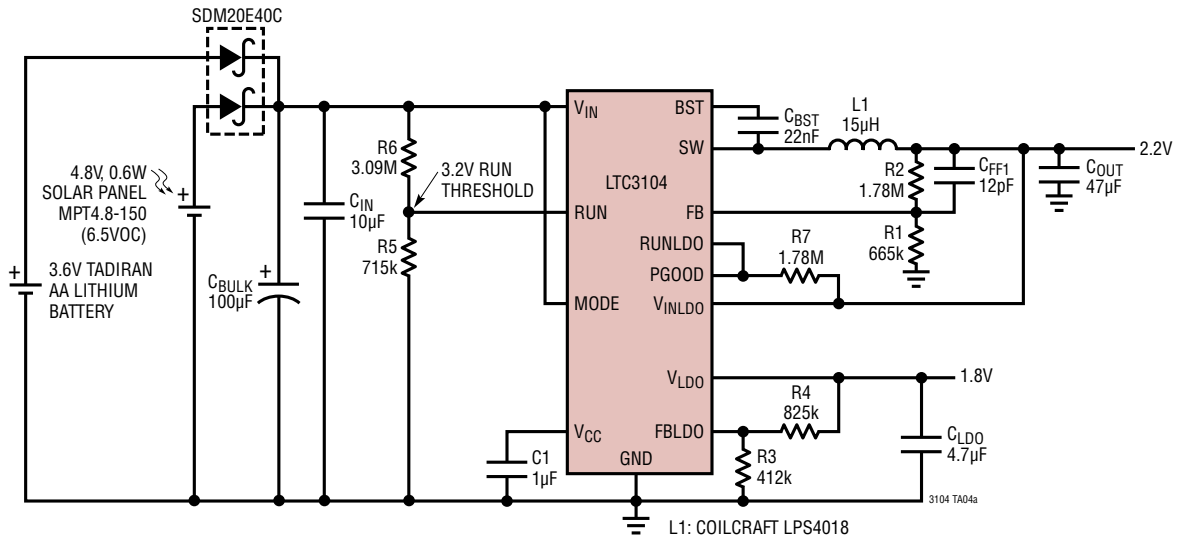 SDM20E40C
4.8V, 0.6W
SOLAR PANEL
MPT4.8-150
(6.5VOC)
+
3.6V TADIRAN
AA LITHIUM
BATTERY
+
CBULK
100µF
+
CIN
10µF
R6
3.09M
3.2V RUN
THRESHOLD
R5
715k
C1
1µF
LTC3104
VIN
RUN
MODE
VCC
GND
BST
SW
FB
RUNLDO
PGOOD
VINLDO
VLDO
FBLDO
CBST
22nF
L1
15µH
R2
1.78M
CFF1
12pF
COUT
47µF
2.2V
R1
665k
R7
1.78M
1.8V
R4
825k
R3
412k
CLDO
4.7µF
3104 TA04a
L1: COILCRAFT LPS4018